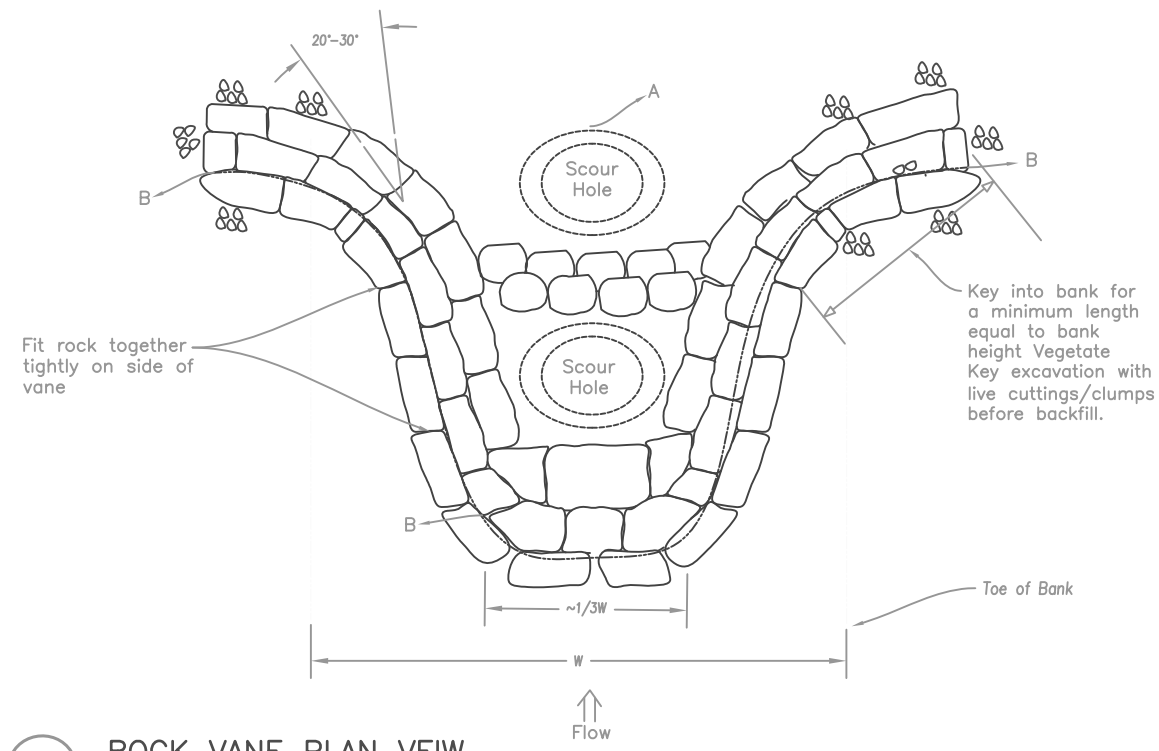 20°-30°
A
Scour
Hole
B
B
Key into bank for
a minimum length
equal to bank
height Vegetate
Key excavation with
live cuttings/clumps
before backfill.
Fit rock together
tightly on side of
vane
Scour
Hole
B
Toe of Bank
~1/3W
W
Flow
ROCK VANE PLAN VEIW